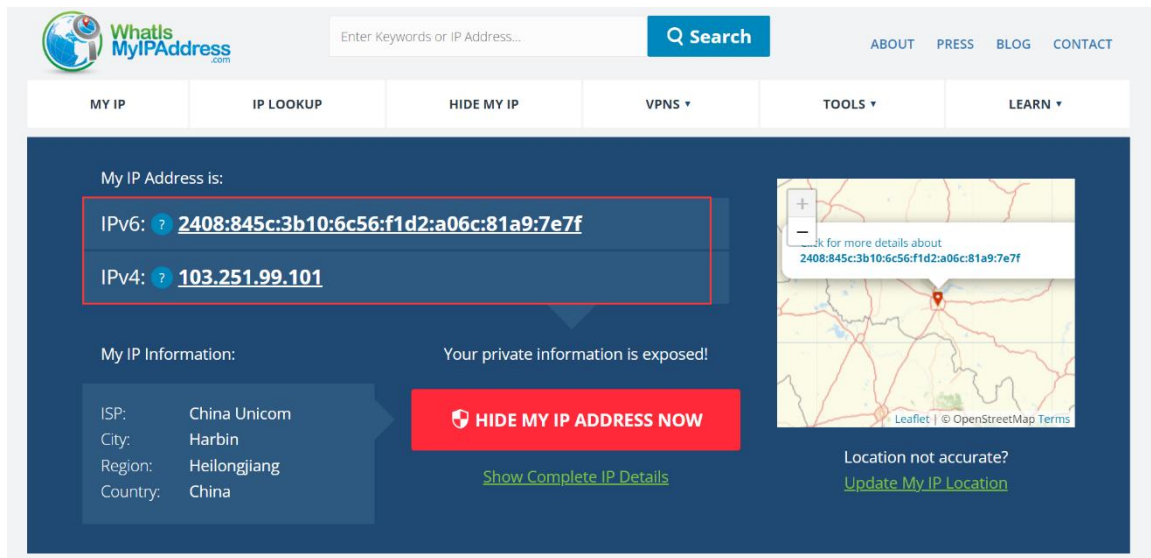 WhatIs
MyIPAddress
.com
Enter Keywords or IP Address...
Search
ABOUT PRESS BLOG CONTACT
MY IP IP LOOKUP HIDE MY IP VPNS ▾ TOOLS ▾ LEARN ▾
My IP Address is:
IPv6: ? 2408:845c:3b10:6c56:f1d2:a06c:81a9:7e7f
IPv4: ? 103.251.99.101
+
−
for more details about
2408:845c:3b10:6c56:f1d2:a06c:81a9:7e7f
Leaflet | © OpenStreetMap Terms
My IP Information:
ISP: China Unicom
City: Harbin
Region: Heilongjiang
Country: China
Your private information is exposed!
HIDE MY IP ADDRESS NOW
Show Complete IP Details
Location not accurate?
Update My IP Location